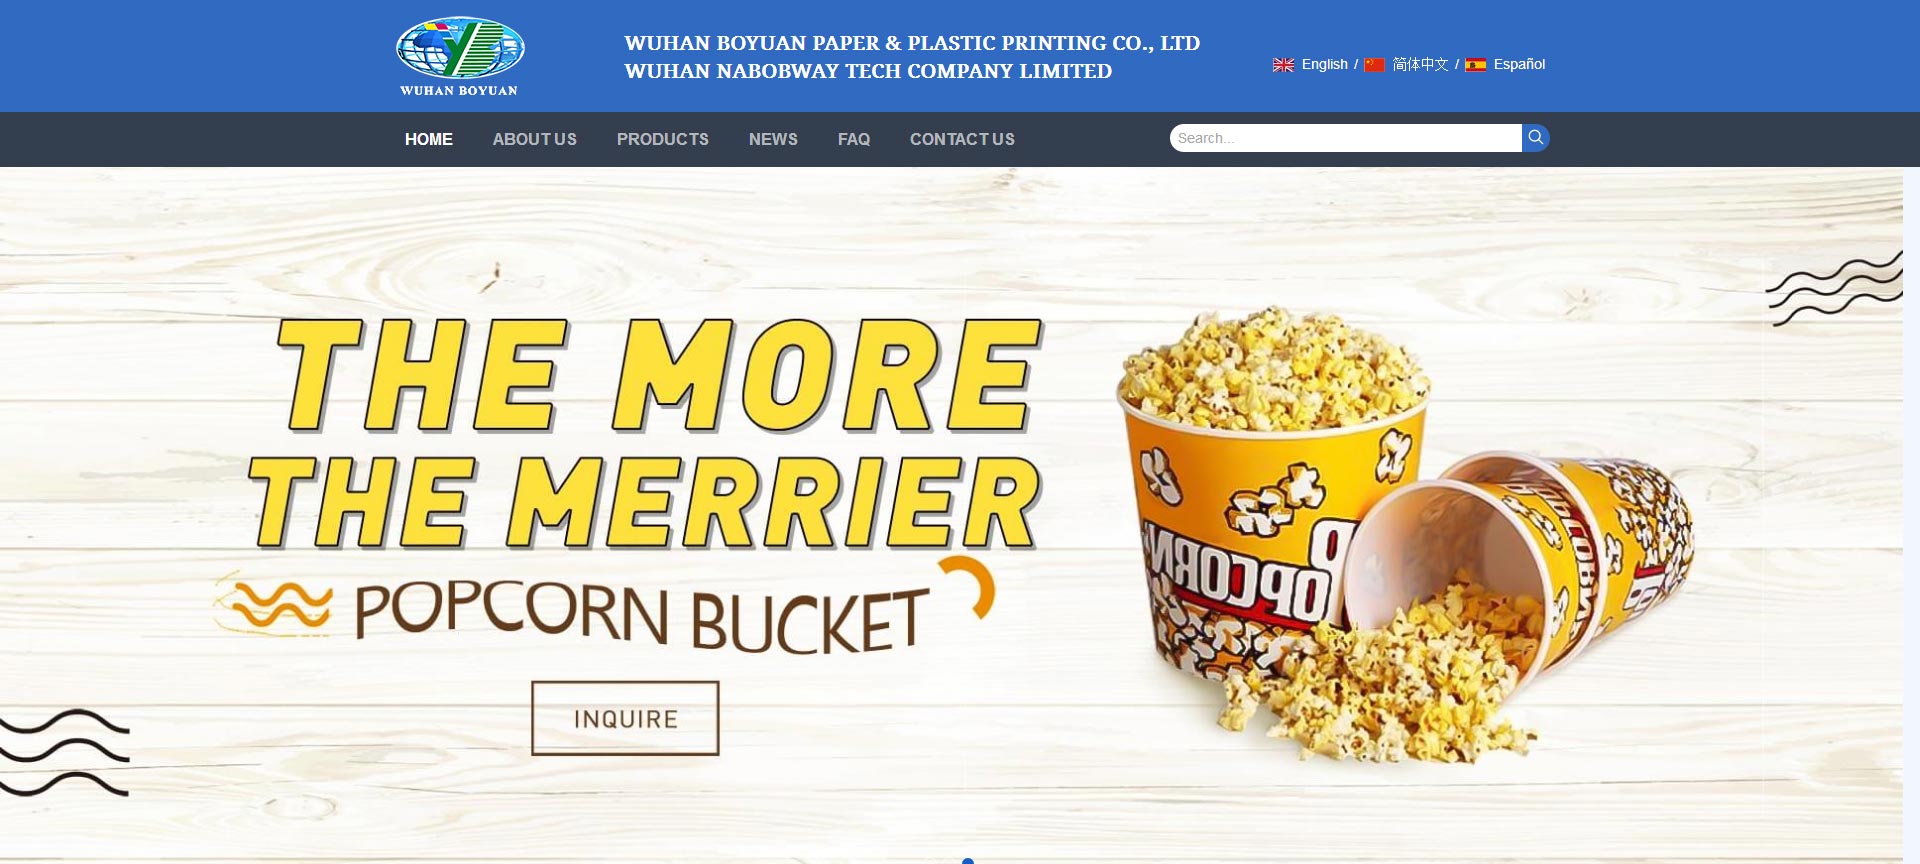 WUHAN BOYUAN PAPER & PLASTIC PRINTING CO., LTD
WUHAN NABOBWAY TECH COMPANY LIMITED
WUHAN BOYUAN
English / 简体中文 / Español
HOME ABOUT US PRODUCTS NEWS FAQ CONTACT US
Search...
THE MORE
THE MERRIER
POPCORN BUCKET
INQUIRE
POPCORN